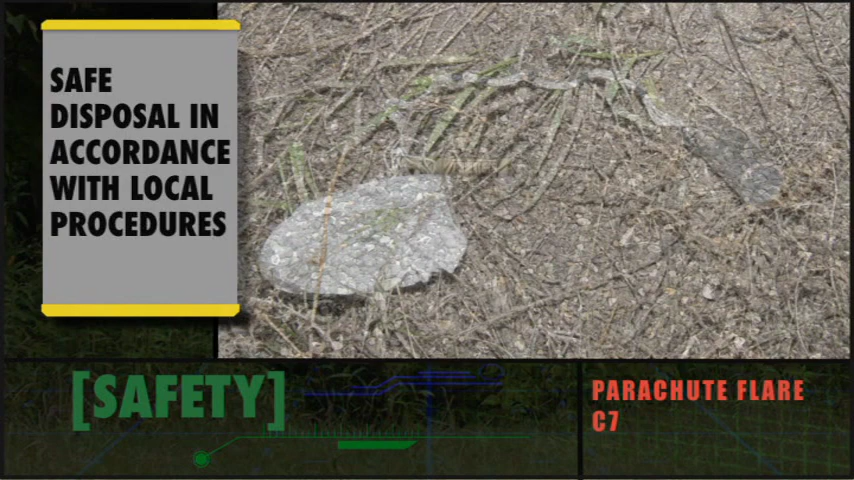 SAFE
DISPOSAL IN
ACCORDANCE
WITH LOCAL
PROCEDURES
[SAFETY]
PARACHUTE FLARE
C7